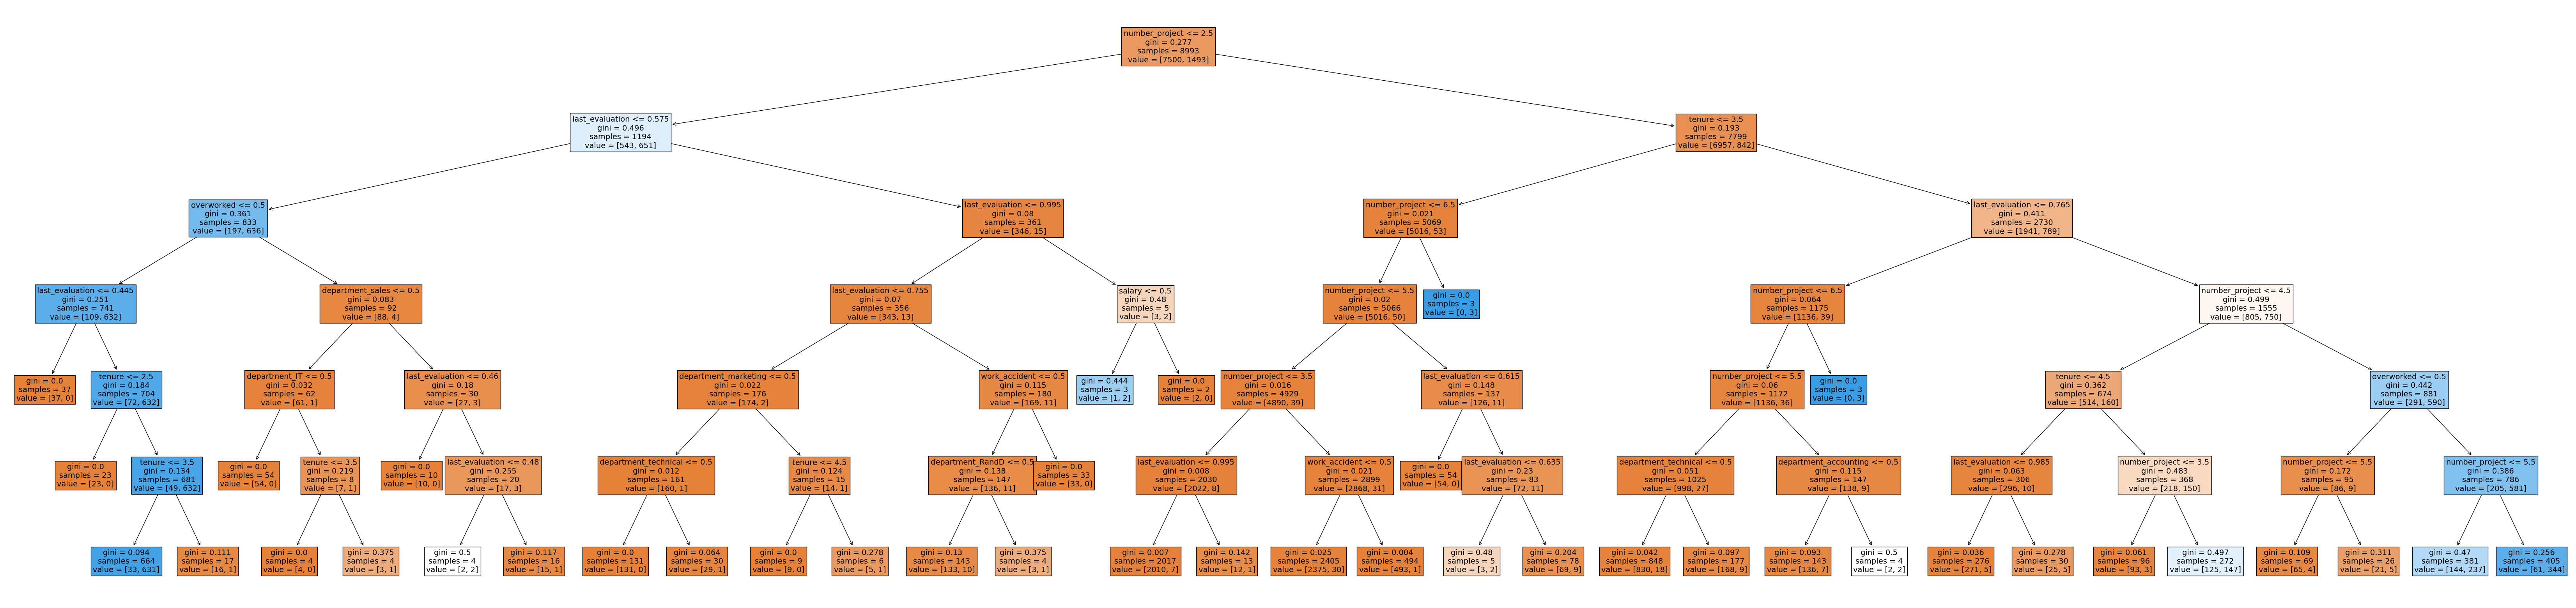 number_project <= 2.5
gini = 0.277
samples = 8993
value = [7500, 1493]
last_evaluation <= 0.575
gini = 0.496
samples = 1194
value = [543, 651]
tenure <= 3.5
gini = 0.193
samples = 7799
value = [6957, 842]
overworked <= 0.5
gini = 0.361
samples = 833
value = [197, 636]
last_evaluation <= 0.995
gini = 0.08
samples = 361
value = [346, 15]
number_project <= 6.5
gini = 0.021
samples = 5069
value = [5016, 53]
last_evaluation <= 0.765
gini = 0.411
samples = 2730
value = [1941, 789]
last_evaluation <= 0.445
gini = 0.251
samples = 741
value = [109, 632]
department_sales <= 0.5
gini = 0.083
samples = 92
value = [88, 4]
last_evaluation <= 0.755
gini = 0.07
samples = 356
value = [343, 13]
salary <= 0.5
gini = 0.48
samples = 5
value = [3, 2]
number_project <= 5.5
gini = 0.02
samples = 5066
value = [5016, 50]
gini = 0.0
samples = 3
value = [0, 3]
number_project <= 6.5
gini = 0.064
samples = 1175
value = [1136, 39]
number_project <= 4.5
gini = 0.499
samples = 1555
value = [805, 750]
gini = 0.0
samples = 37
value = [37, 0]
tenure <= 2.5
gini = 0.184
samples = 704
value = [72, 632]
department_IT <= 0.5
gini = 0.032
samples = 62
value = [61, 1]
last_evaluation <= 0.46
gini = 0.18
samples = 30
value = [27, 3]
department_marketing <= 0.5
gini = 0.022
samples = 176
value = [174, 2]
work_accident <= 0.5
gini = 0.115
samples = 180
value = [169, 11]
gini = 0.444
samples = 3
value = [1, 2]
gini = 0.0
samples = 2
value = [2, 0]
number_project <= 3.5
gini = 0.016
samples = 4929
value = [4890, 39]
last_evaluation <= 0.615
gini = 0.148
samples = 137
value = [126, 11]
number_project <= 5.5
gini = 0.06
samples = 1172
value = [1136, 36]
gini = 0.0
samples = 3
value = [0, 3]
tenure <= 4.5
gini = 0.362
samples = 674
value = [514, 160]
overworked <= 0.5
gini = 0.442
samples = 881
value = [291, 590]
gini = 0.0
samples = 23
value = [23, 0]
tenure <= 3.5
gini = 0.134
samples = 681
value = [49, 632]
gini = 0.0
samples = 54
value = [54, 0]
tenure <= 3.5
gini = 0.219
samples = 8
value = [7, 1]
gini = 0.0
samples = 10
value = [10, 0]
last_evaluation <= 0.48
gini = 0.255
samples = 20
value = [17, 3]
department_technical <= 0.5
gini = 0.012
samples = 161
value = [160, 1]
tenure <= 4.5
gini = 0.124
samples = 15
value = [14, 1]
department_RandD <= 0.5
gini = 0.138
samples = 147
value = [136, 11]
gini = 0.0
samples = 33
value = [33, 0]
last_evaluation <= 0.995
gini = 0.008
samples = 2030
value = [2022, 8]
work_accident <= 0.5
gini = 0.021
samples = 2899
value = [2868, 31]
gini = 0.0
samples = 54
value = [54, 0]
last_evaluation <= 0.635
gini = 0.23
samples = 83
value = [72, 11]
department_technical <= 0.5
gini = 0.051
samples = 1025
value = [998, 27]
department_accounting <= 0.5
gini = 0.115
samples = 147
value = [138, 9]
last_evaluation <= 0.985
gini = 0.063
samples = 306
value = [296, 10]
number_project <= 3.5
gini = 0.483
samples = 368
value = [218, 150]
number_project <= 5.5
gini = 0.172
samples = 95
value = [86, 9]
number_project <= 5.5
gini = 0.386
samples = 786
value = [205, 581]
gini = 0.094
samples = 664
value = [33, 631]
gini = 0.111
samples = 17
value = [16, 1]
gini = 0.0
samples = 4
value = [4, 0]
gini = 0.375
samples = 4
value = [3, 1]
gini = 0.5
samples = 4
value = [2, 2]
gini = 0.117
samples = 16
value = [15, 1]
gini = 0.0
samples = 131
value = [131, 0]
gini = 0.064
samples = 30
value = [29, 1]
gini = 0.0
samples = 9
value = [9, 0]
gini = 0.278
samples = 6
value = [5, 1]
gini = 0.13
samples = 143
value = [133, 10]
gini = 0.375
samples = 4
value = [3, 1]
gini = 0.007
samples = 2017
value = [2010, 7]
gini = 0.142
samples = 13
value = [12, 1]
gini = 0.025
samples = 2405
value = [2375, 30]
gini = 0.004
samples = 494
value = [493, 1]
gini = 0.48
samples = 5
value = [3, 2]
gini = 0.204
samples = 78
value = [69, 9]
gini = 0.042
samples = 848
value = [830, 18]
gini = 0.097
samples = 177
value = [168, 9]
gini = 0.093
samples = 143
value = [136, 7]
gini = 0.5
samples = 4
value = [2, 2]
gini = 0.036
samples = 276
value = [271, 5]
gini = 0.278
samples = 30
value = [25, 5]
gini = 0.061
samples = 96
value = [93, 3]
gini = 0.497
samples = 272
value = [125, 147]
gini = 0.109
samples = 69
value = [65, 4]
gini = 0.311
samples = 26
value = [21, 5]
gini = 0.47
samples = 381
value = [144, 237]
gini = 0.256
samples = 405
value = [61, 344]